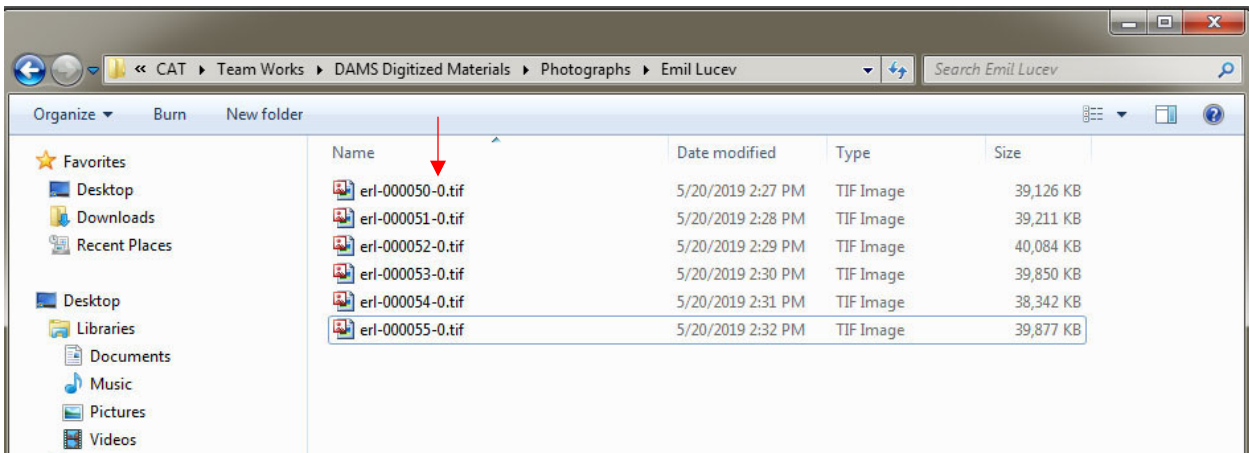 « CAT ▸ Team Works ▸ DAMS Digitized Materials ▸ Photographs ▸ Emil Lucev
Search Emil Lucev
Organize Burn New folder
Favorites
Desktop
Downloads
Recent Places
Desktop
Libraries
Documents
Music
Pictures
Videos
Name Date modified Type Size
erl-000050-0.tif 5/20/2019 2:27 PM TIF Image 39,126 KB
erl-000051-0.tif 5/20/2019 2:28 PM TIF Image 39,211 KB
erl-000052-0.tif 5/20/2019 2:29 PM TIF Image 40,084 KB
erl-000053-0.tif 5/20/2019 2:30 PM TIF Image 39,850 KB
erl-000054-0.tif 5/20/2019 2:31 PM TIF Image 38,342 KB
erl-000055-0.tif 5/20/2019 2:32 PM TIF Image 39,877 KB